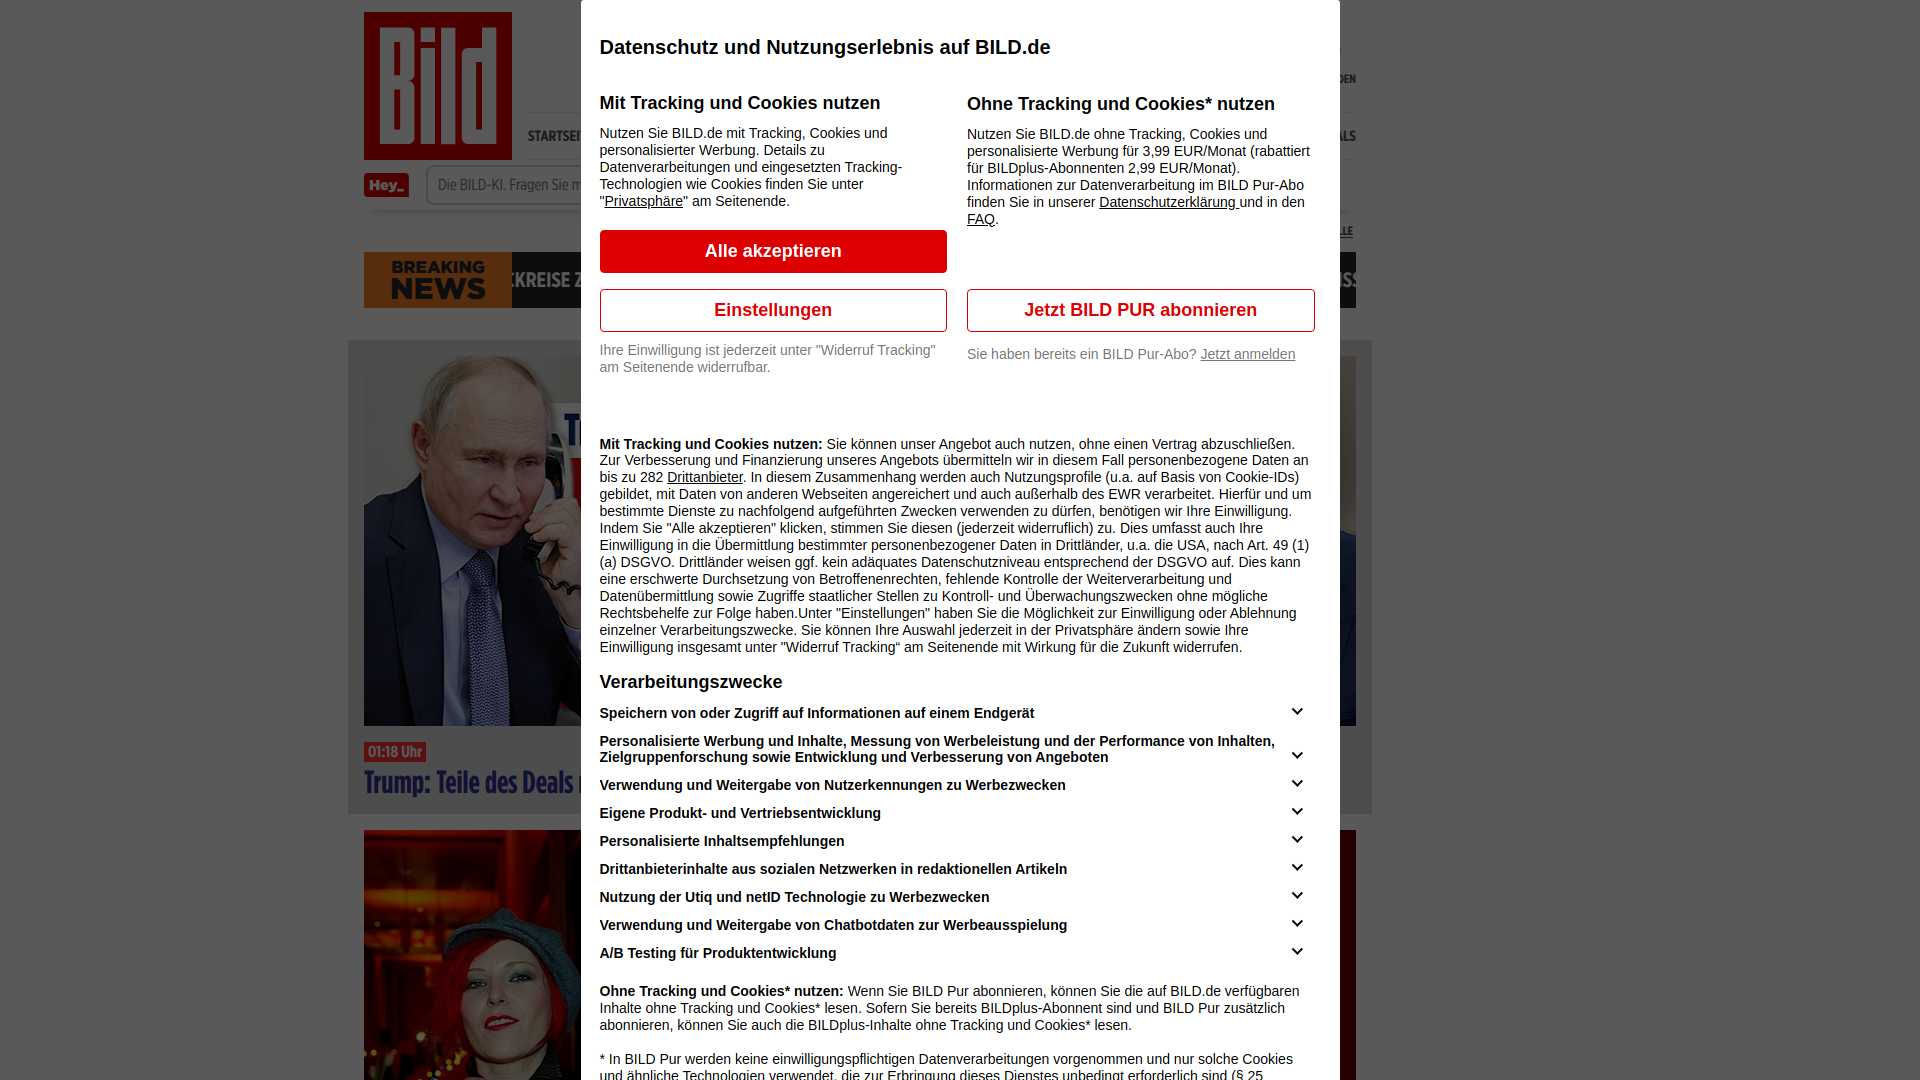 Bild
Datenschutz und Nutzungserlebnis auf BILD.de
DEN
STARTSEI
ALS
Hey_
Die BILD-KI. Fragen Sie m
LLE
BREAKING
NEWS
KREISE Z
Mit Tracking und Cookies nutzen
Nutzen Sie BILD.de mit Tracking, Cookies und
personalisierter Werbung. Details zu
Datenverarbeitungen und eingesetzten Tracking-
Technologien wie Cookies finden Sie unter
"Privatsphäre" am Seitenende.
Alle akzeptieren
Einstellungen
Ihre Einwilligung ist jederzeit unter "Widerruf Tracking"
am Seitenende widerrufbar.
Ohne Tracking und Cookies* nutzen
Nutzen Sie BILD.de ohne Tracking, Cookies und
personalisierte Werbung für 3,99 EUR/Monat (rabattiert
für BILDplus-Abonnenten 2,99 EUR/Monat).
Informationen zur Datenverarbeitung im BILD Pur-Abo
finden Sie in unserer Datenschutzerklärung und in den
FAQ.
Jetzt BILD PUR abonnieren
Sie haben bereits ein BILD Pur-Abo? Jetzt anmelden
Mit Tracking und Cookies nutzen: Sie können unser Angebot auch nutzen, ohne einen Vertrag abzuschließen.
Zur Verbesserung und Finanzierung unseres Angebots übermitteln wir in diesem Fall personenbezogene Daten an
bis zu 282 Drittanbieter. In diesem Zusammenhang werden auch Nutzungsprofile (u.a. auf Basis von Cookie-IDs)
gebildet, mit Daten von anderen Webseiten angereichert und auch außerhalb des EWR verarbeitet. Hierfür und um
bestimmte Dienste zu nachfolgend aufgeführten Zwecken verwenden zu dürfen, benötigen wir Ihre Einwilligung.
Indem Sie "Alle akzeptieren" klicken, stimmen Sie diesen (jederzeit widerruflich) zu. Dies umfasst auch Ihre
Einwilligung in die Übermittlung bestimmter personenbezogener Daten in Drittländer, u.a. die USA, nach Art. 49 (1)
(a) DSGVO. Drittländer weisen ggf. kein adäquates Datenschutzniveau entsprechend der DSGVO auf. Dies kann
eine erschwerte Durchsetzung von Betroffenenrechten, fehlende Kontrolle der Weiterverarbeitung und
Datenübermittlung sowie Zugriffe staatlicher Stellen zu Kontroll- und Überwachungszwecken ohne mögliche
Rechtsbehelfe zur Folge haben.Unter "Einstellungen" haben Sie die Möglichkeit zur Einwilligung oder Ablehnung
einzelner Verarbeitungszwecke. Sie können Ihre Auswahl jederzeit in der Privatsphäre ändern sowie Ihre
Einwilligung insgesamt unter "Widerruf Tracking“ am Seitenende mit Wirkung für die Zukunft widerrufen.
Verarbeitungszwecke
Speichern von oder Zugriff auf Informationen auf einem Endgerät
Personalisierte Werbung und Inhalte, Messung von Werbeleistung und der Performance von Inhalten,
Zielgruppenforschung sowie Entwicklung und Verbesserung von Angeboten
Verwendung und Weitergabe von Nutzerkennungen zu Werbezwecken
Eigene Produkt- und Vertriebsentwicklung
Personalisierte Inhaltsempfehlungen
Drittanbieterinhalte aus sozialen Netzwerken in redaktionellen Artikeln
Nutzung der Utiq und netID Technologie zu Werbezwecken
Verwendung und Weitergabe von Chatbotdaten zur Werbeausspielung
A/B Testing für Produktentwicklung
Ohne Tracking und Cookies* nutzen: Wenn Sie BILD Pur abonnieren, können Sie die auf BILD.de verfügbaren
Inhalte ohne Tracking und Cookies* lesen. Sofern Sie bereits BILDplus-Abonnent sind und BILD Pur zusätzlich
abonnieren, können Sie auch die BILDplus-Inhalte ohne Tracking und Cookies* lesen.
* In BILD Pur werden keine einwilligungspflichtigen Datenverarbeitungen vorgenommen und nur solche Cookies
und ähnliche Technologien verwendet, die zur Erbringung dieses Dienstes unbedingt erforderlich sind (§ 25
01:18 Uhr
Trump: Teile des Deals